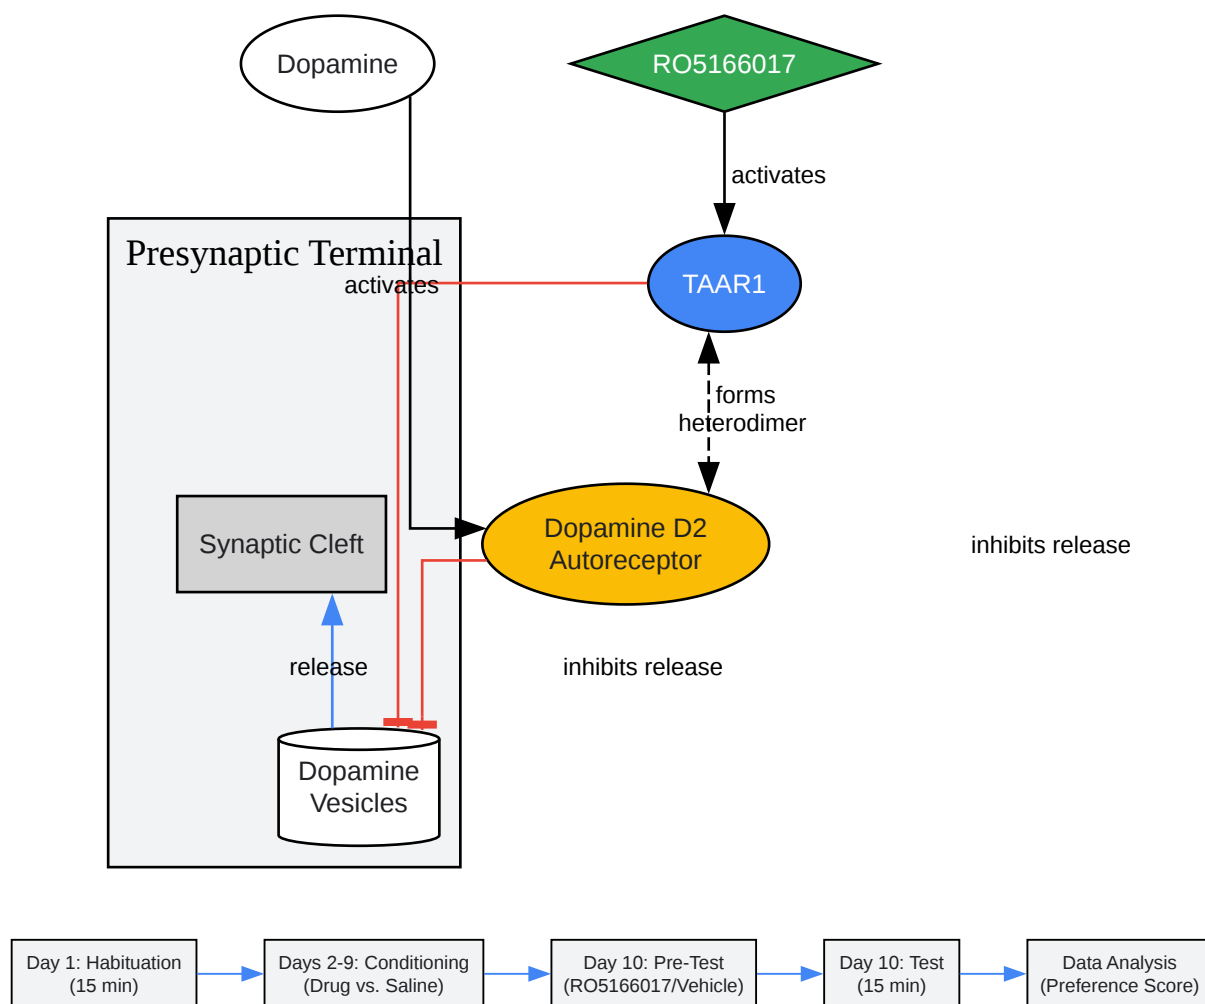 Dopamine
RO5166017
activates
Presynaptic Terminal
activates
TAAR1
forms
heterodimer
Synaptic Cleft
Dopamine D2
Autoreceptor
inhibits release
release
inhibits release
Dopamine
Vesicles
Day 1: Habituation
(15 min)
Days 2-9: Conditioning
(Drug vs. Saline)
Day 10: Pre-Test
(RO5166017/Vehicle)
Day 10: Test
(15 min)
Data Analysis
(Preference Score)